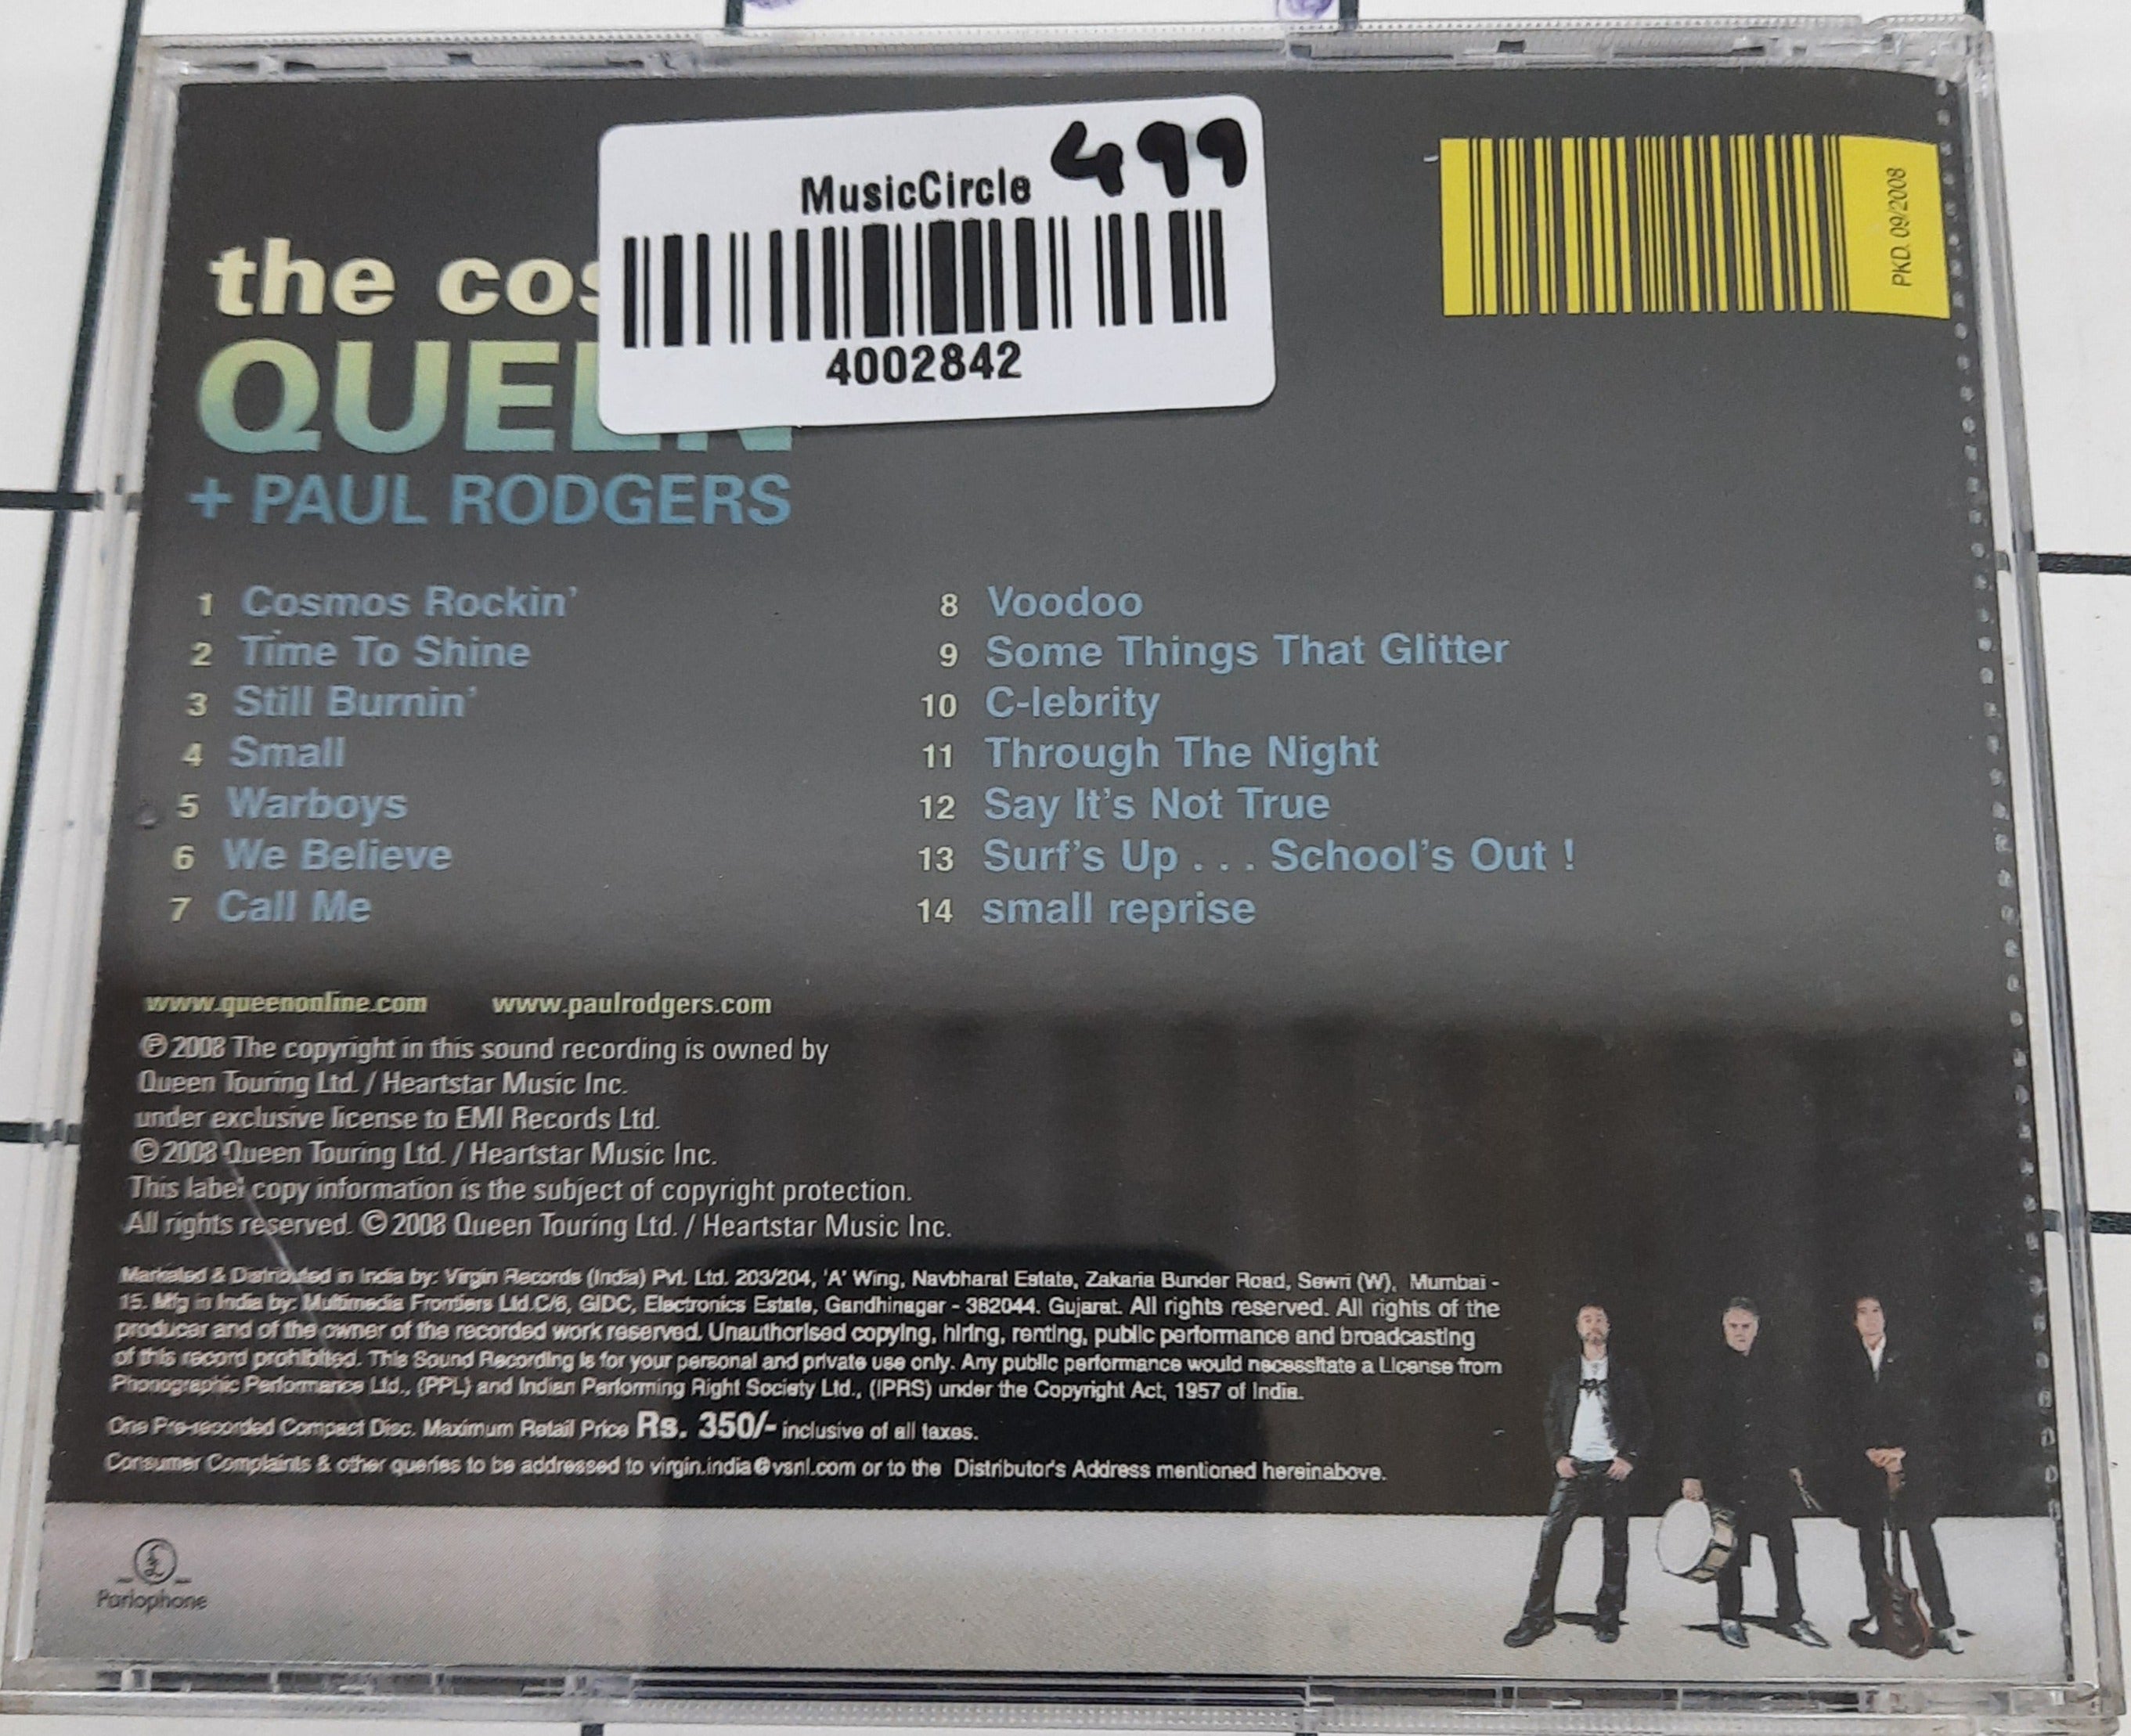 499
MusicCircle
4002842
PKD. 09/2008
the cos
QUEEN
+ PAUL RODGERS
1 Cosmos Rockin'
2 Time To Shine
3 Still Burnin'
4 Small
5 Warboys
6 We Believe
7 Call Me
8 Voodoo
9 Some Things That Glitter
10 C-lebrity
11 Through The Night
12 Say It's Not True
13 Surf's Up . . . School's Out !
14 small reprise
www.queenonline.com www.paulrodgers.com
℗ 2008 The copyright in this sound recording is owned by
Queen Touring Ltd. / Heartstar Music Inc.
under exclusive license to EMI Records Ltd.
© 2008 Queen Touring Ltd. / Heartstar Music Inc.
This label copy information is the subject of copyright protection.
All rights reserved. © 2008 Queen Touring Ltd. / Heartstar Music Inc.
Marketed & Distributed in India by: Virgin Records (India) Pvt. Ltd. 203/204, 'A' Wing, Navbharat Estate, Zakaria Bunder Road, Sewri (W), Mumbai -
15. Mfg in India by: Multimedia Frontiers Ltd.C/6, GIDC, Electronics Estate, Gandhinagar - 382044. Gujarat. All rights reserved. All rights of the
producer and of the owner of the recorded work reserved. Unauthorised copying, hiring, renting, public performance and broadcasting
of this record prohibited. This Sound Recording is for your personal and private use only. Any public performance would necessitate a License from
Phonographic Performance Ltd., (PPL) and Indian Performing Right Society Ltd., (IPRS) under the Copyright Act, 1957 of India.
One Pre-recorded Compact Disc. Maximum Retail Price Rs. 350/- inclusive of all taxes.
Consumer Complaints & other queries to be addressed to virgin.india@vsnl.com or to the Distributor's Address mentioned hereinabove.
£
Parlophone